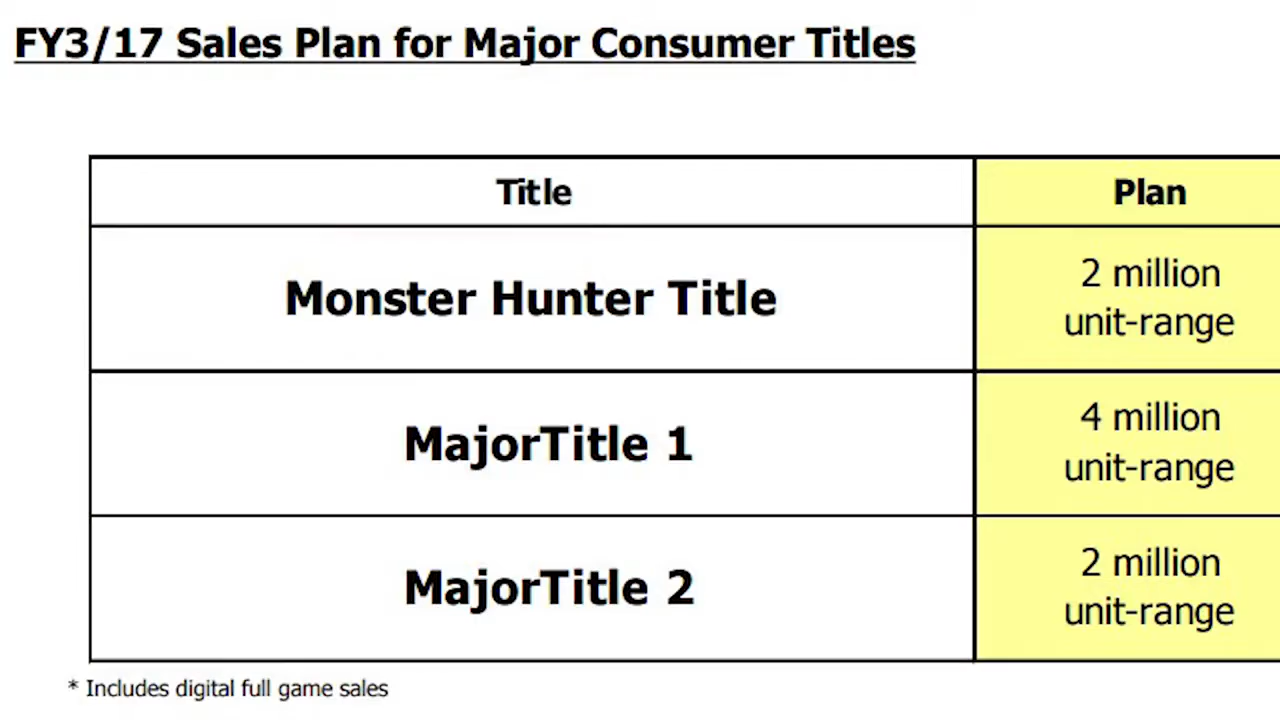 FY3/17 Sales Plan for Major Consumer Titles
Title
Plan
Monster Hunter Title
2 million
unit-range
MajorTitle 1
4 million
unit-range
MajorTitle 2
2 million
unit-range
* Includes digital full game sales